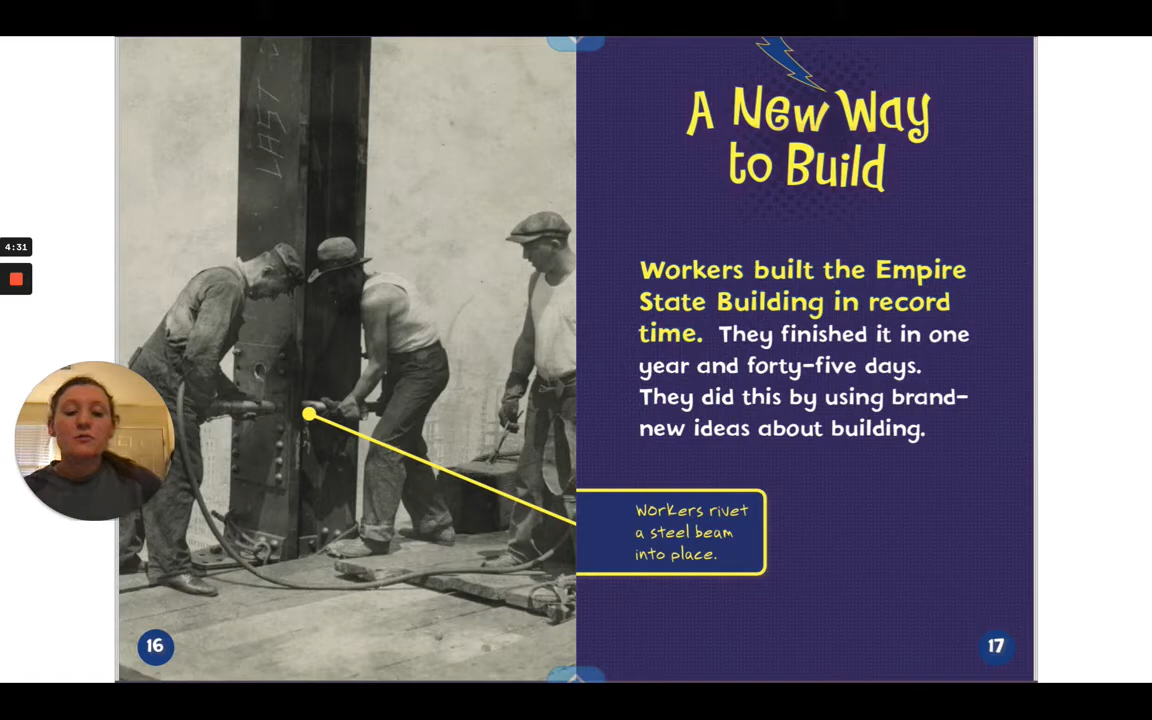 4:31
LAST
A New Way
to Build
Workers built the Empire
State Building in record
time. They finished it in one
year and forty-five days.
They did this by using brand-
new ideas about building.
Workers rivet
a steel beam
into place.
16
17